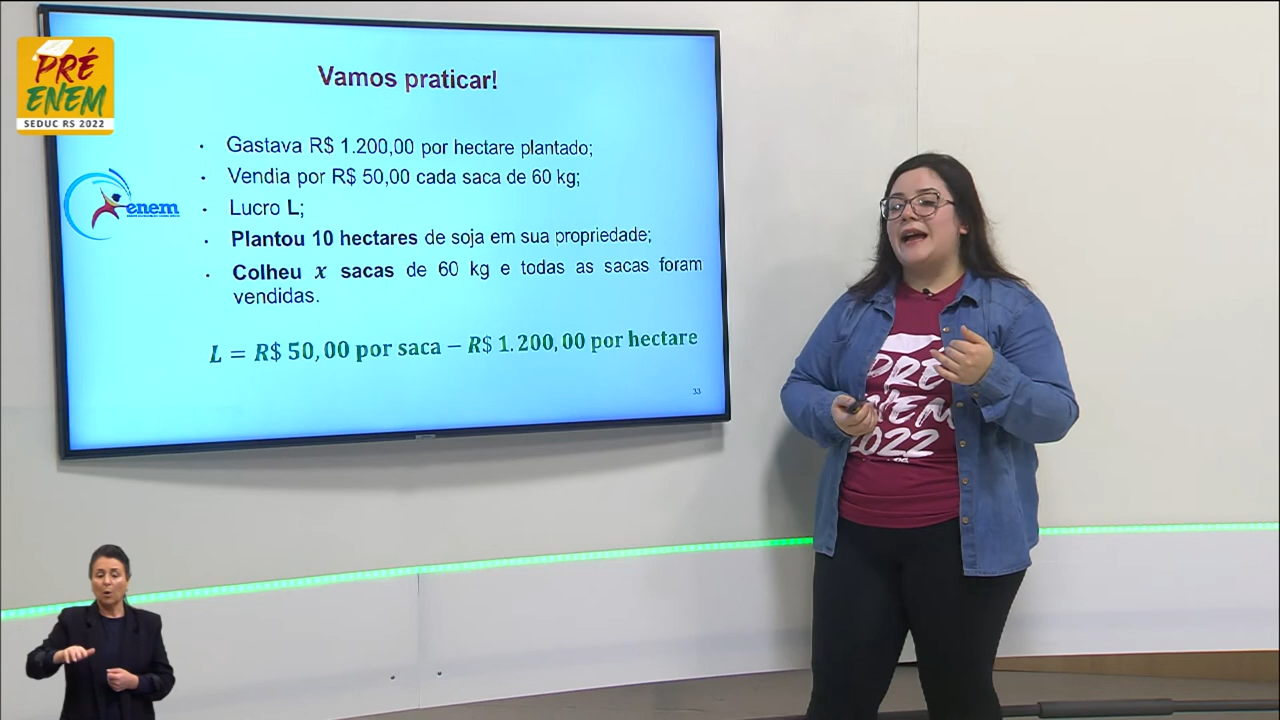 PRÉ
ENEM
SEDUC RS 2022
Vamos praticar!
· Gastava R$ 1.200,00 por hectare plantado;
· Vendia por R$ 50,00 cada saca de 60 kg;
enem
· Lucro L;
· Plantou 10 hectares de soja em sua propriedade;
· Colheu x sacas de 60 kg e todas as sacas foram
vendidas.
L = R$ 50,00 por saca − R$ 1.200,00 por hectare
33
PRÉ
ENEM
2022